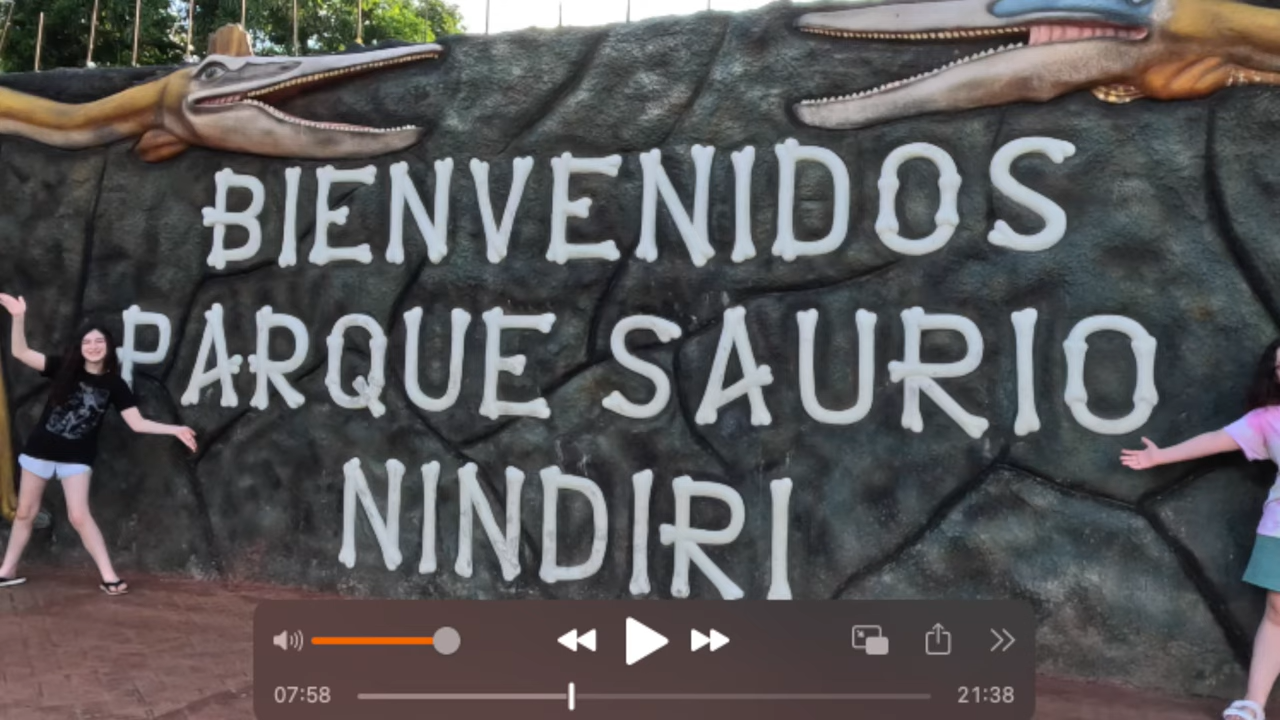 BIENVENIDOS
PARQUE SAURIO
NINDIRI
07:58
21:38